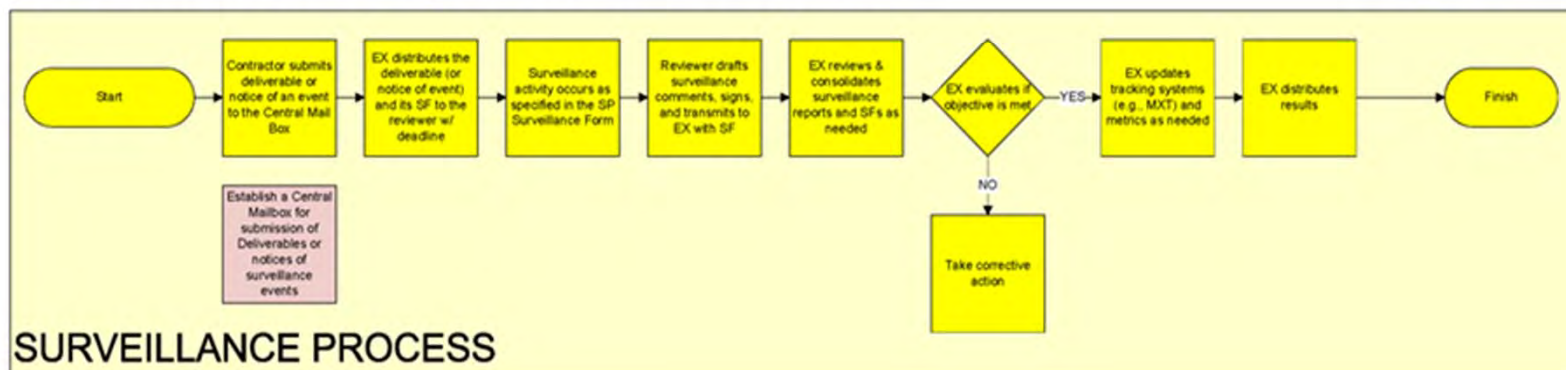 Start
Contractor submits
deliverable or
notice of an event
to the Central Mail
Box
EX distributes the
deliverable (or
notice of event)
and its SF to the
reviewer w/
deadline
Surveillance
activity occurs as
specified in the SP
Surveillance Form
Reviewer drafts
surveillance
comments, signs,
and transmits to
EX with SF
EX reviews &
consolidates
surveillance
reports and SFs as
needed
EX evaluates if
objective is met
YES
EX updates
tracking systems
(e.g., MXT) and
metrics as needed
EX distributes
results
Finish
NO
Take corrective
action
Establish a Central
Mailbox for
submission of
Deliverables or
notices of
surveillance
events
SURVEILLANCE PROCESS